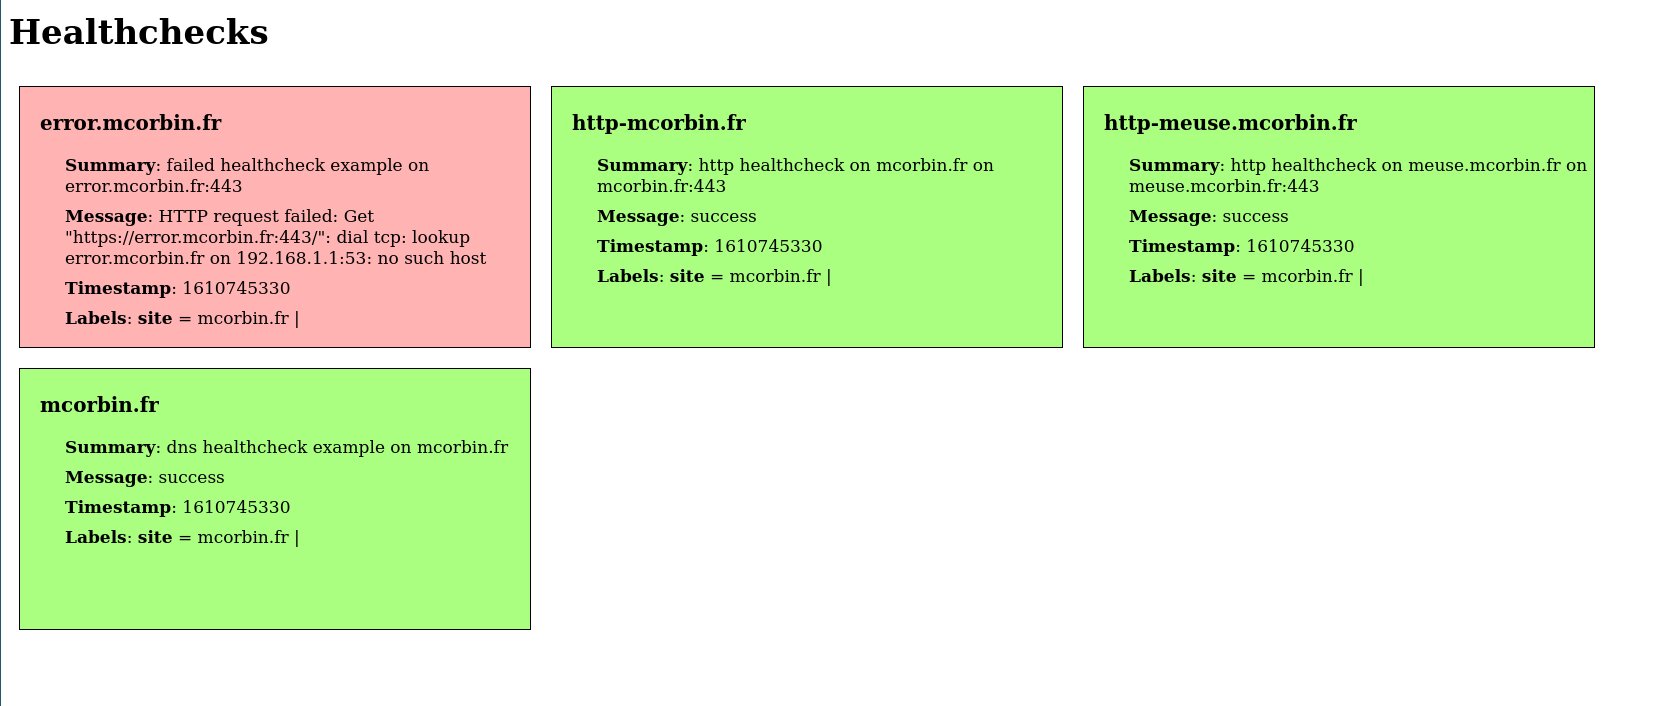 Healthchecks
error.mcorbin.fr
Summary: failed healthcheck example on
error.mcorbin.fr:443
Message: HTTP request failed: Get
"https://error.mcorbin.fr:443/": dial tcp: lookup
error.mcorbin.fr on 192.168.1.1:53: no such host
Timestamp: 1610745330
Labels: site = mcorbin.fr |
http-mcorbin.fr
Summary: http healthcheck on mcorbin.fr on
mcorbin.fr:443
Message: success
Timestamp: 1610745330
Labels: site = mcorbin.fr |
http-meuse.mcorbin.fr
Summary: http healthcheck on meuse.mcorbin.fr on
meuse.mcorbin.fr:443
Message: success
Timestamp: 1610745330
Labels: site = mcorbin.fr |
mcorbin.fr
Summary: dns healthcheck example on mcorbin.fr
Message: success
Timestamp: 1610745330
Labels: site = mcorbin.fr |